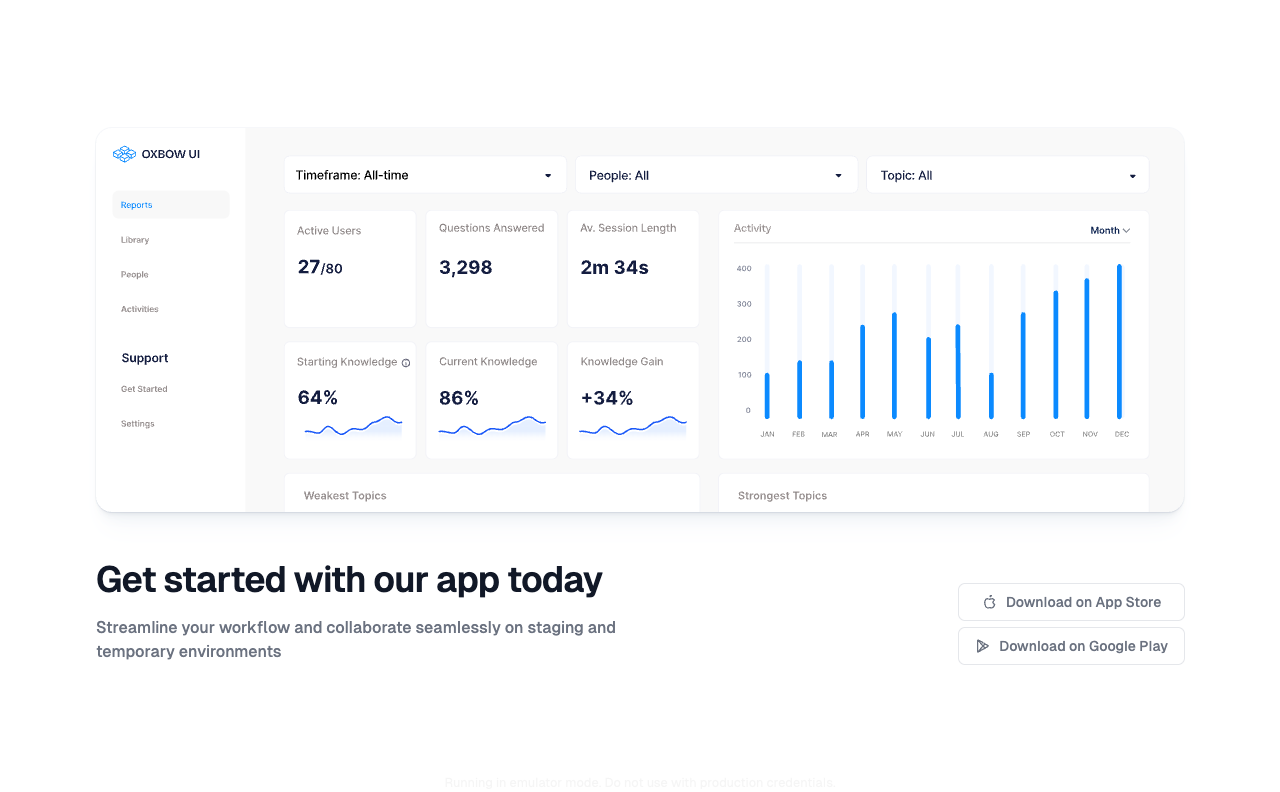 OXBOW UI
Reports
Library
People
Activities
Support
Get Started
Settings
Timeframe: All-time
People: All
Topic: All
Active Users
27/80
Questions Answered
3,298
Av. Session Length
2m 34s
Starting Knowledge
64%
Current Knowledge
86%
Knowledge Gain
+34%
Activity
Month
400
300
200
100
0
JAN FEB MAR APR MAY JUN JUL AUG SEP OCT NOV DEC
Weakest Topics
Strongest Topics
Get started with our app today
Streamline your workflow and collaborate seamlessly on staging and
temporary environments
Download on App Store
Download on Google Play
Running in emulator mode. Do not use with production credentials.